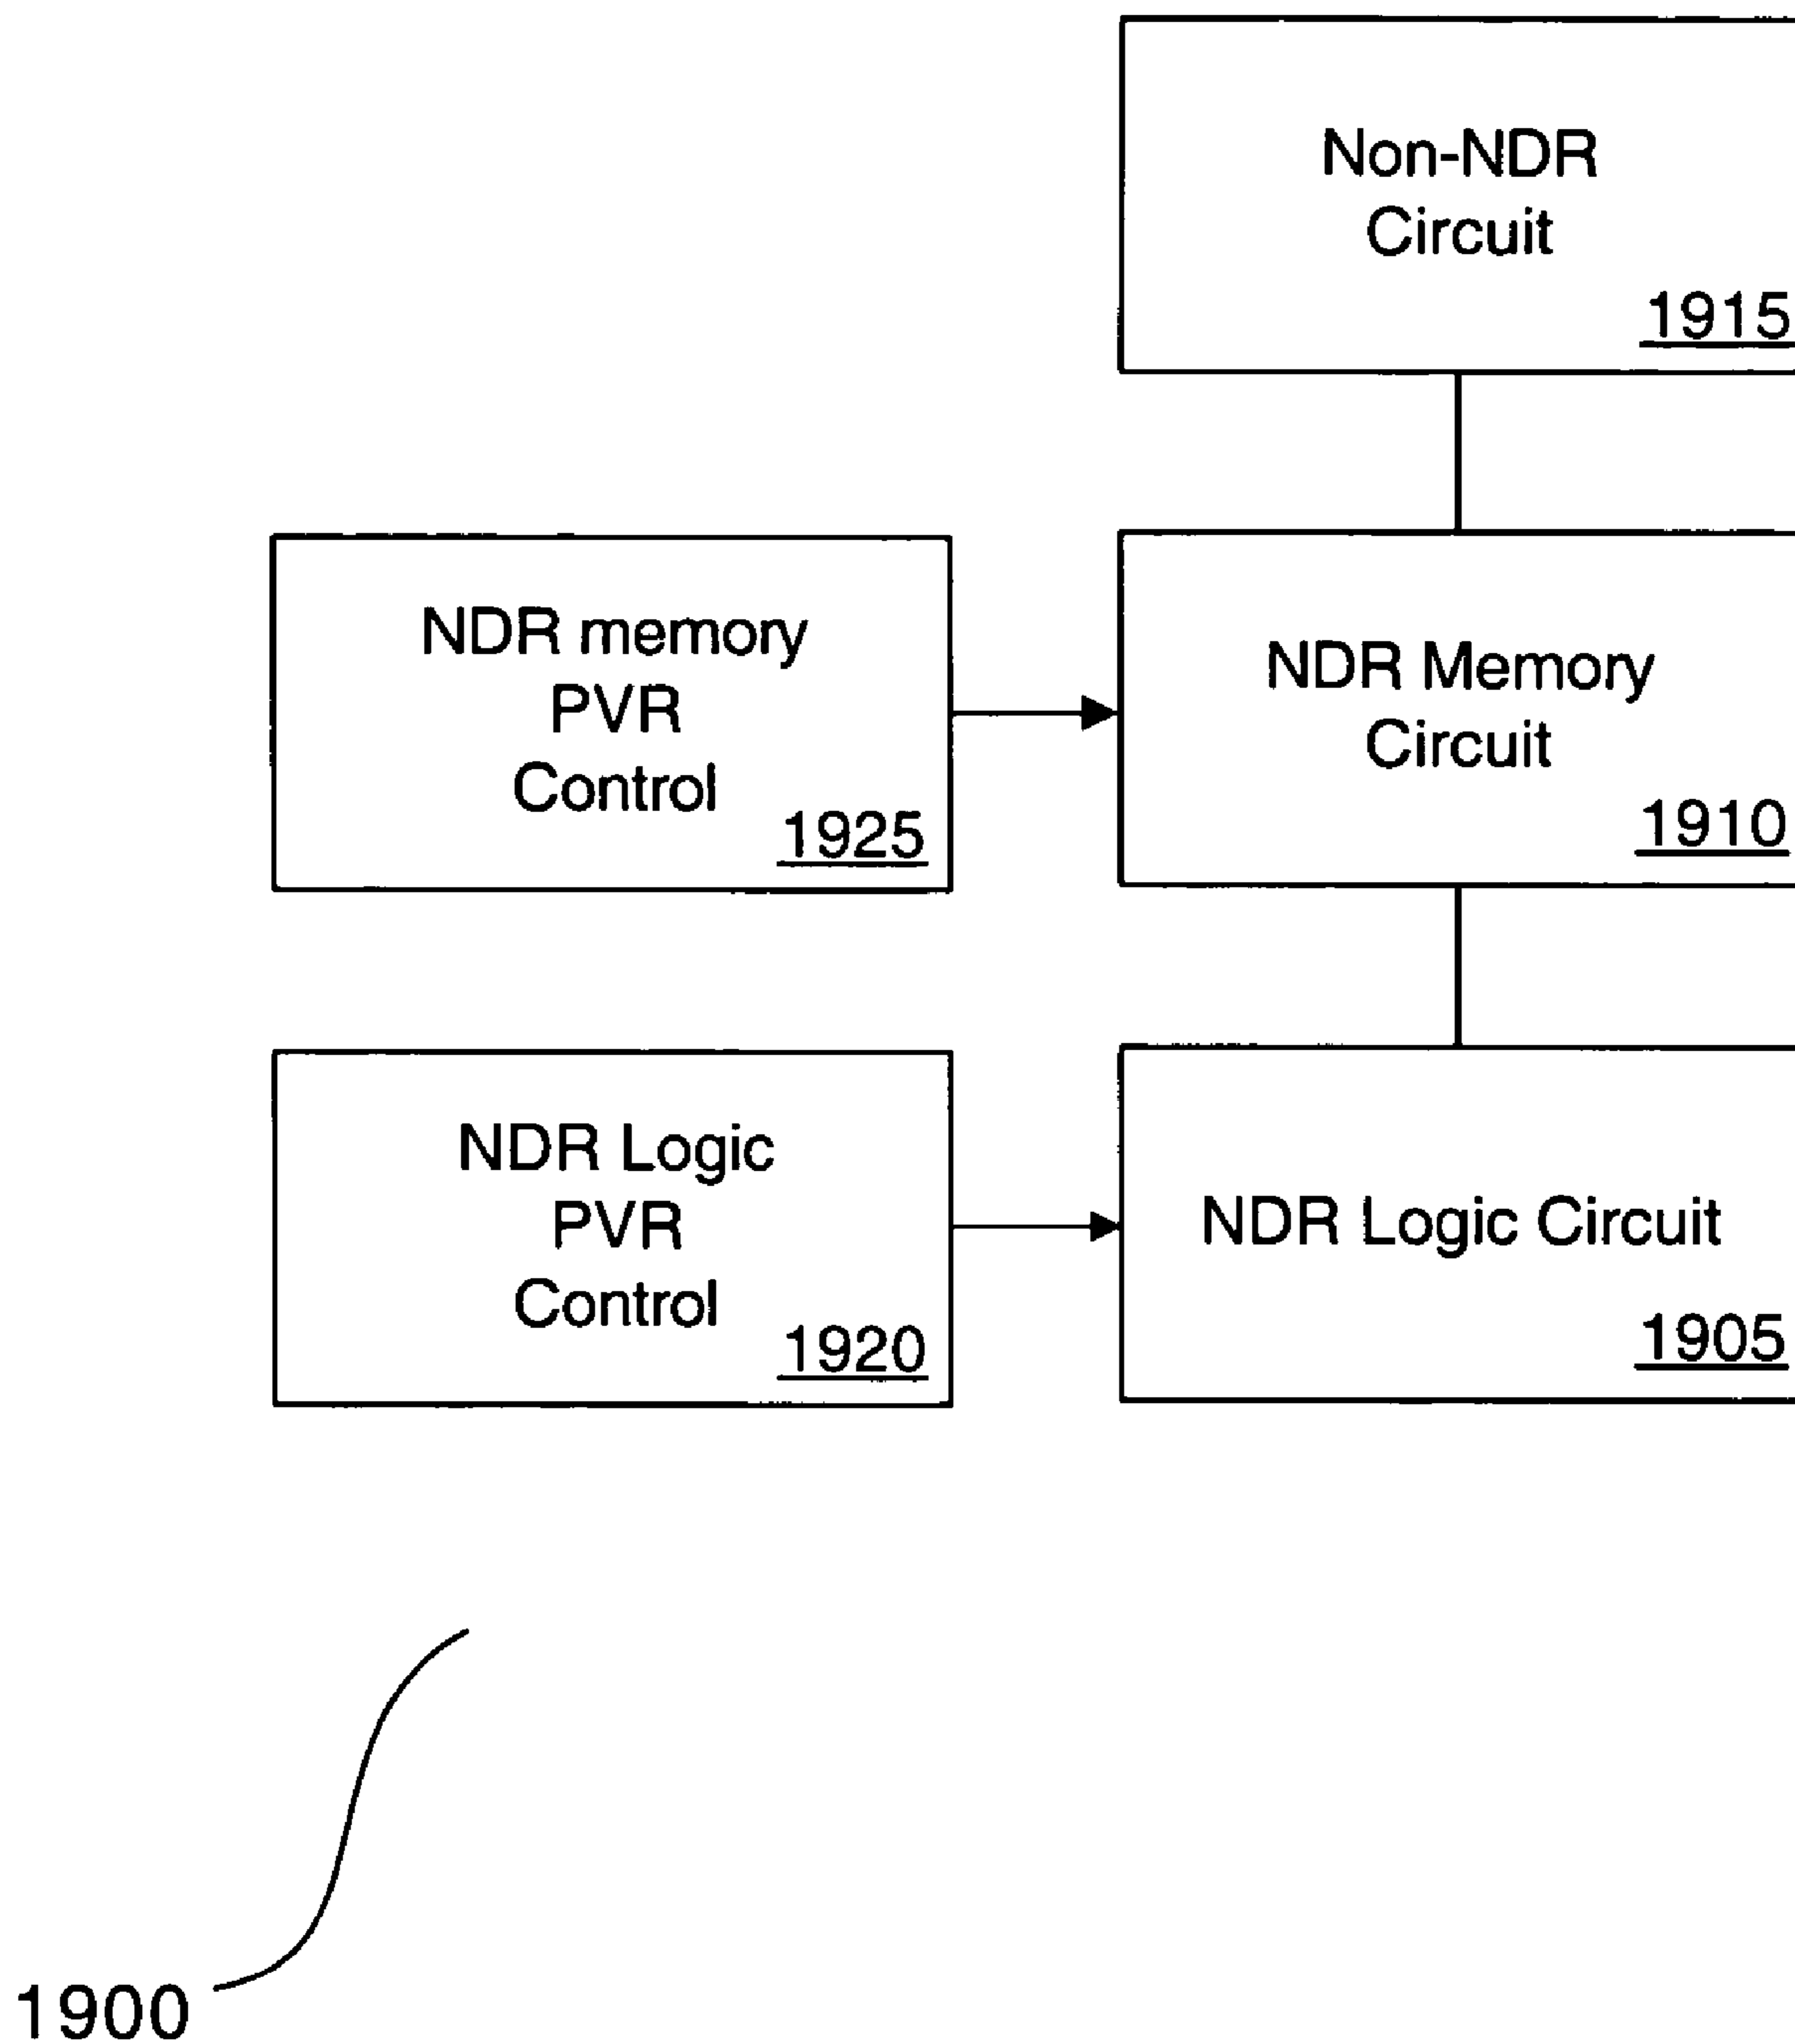 Non-NDR
Circuit
1915
NDR memory
PVR
Control
1925
NDR Memory
Circuit
1910
NDR Logic
PVR
Control
1920
NDR Logic Circuit
1905
1900